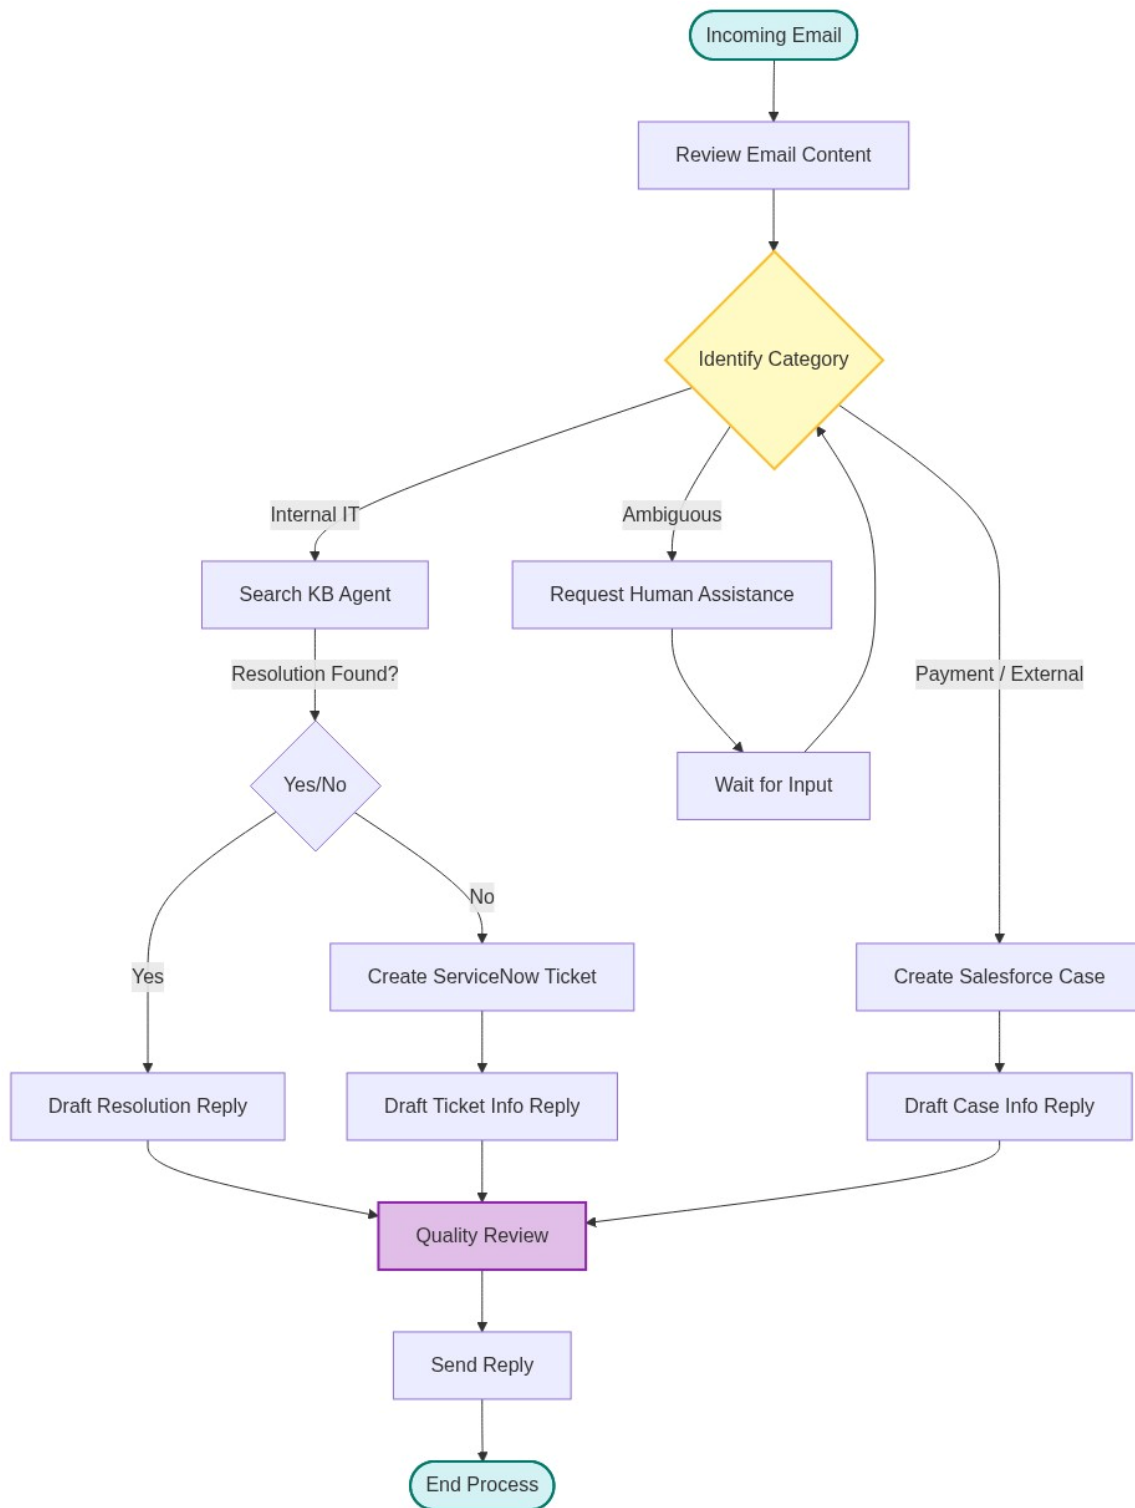 Incoming Email
Review Email Content
Identify Category
Internal IT
Ambiguous
Search KB Agent
Request Human Assistance
Resolution Found?
Payment / External
Yes/No
Wait for Input
No
Yes
Create ServiceNow Ticket
Create Salesforce Case
Draft Resolution Reply
Draft Ticket Info Reply
Draft Case Info Reply
Quality Review
Send Reply
End Process